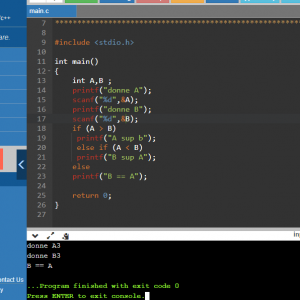 c++
main.c
7 ******************************************
8
9 #include <stdio.h>
10
11 int main()
12 {
13 int A,B ;
14 printf("donne A");
15 scanf("%d",&A);
16 printf("donne B");
17 scanf("%d",&B);
18 if (A > B)
19 printf("A sup b");
20 else if (A < B)
21 printf("B sup A");
22 else
23 printf("B == A");
24
25 return 0;
26 }
27
are:
donne A3
donne B3
B == A
...Program finished with exit code 0
Press ENTER to exit console.
ntact Us